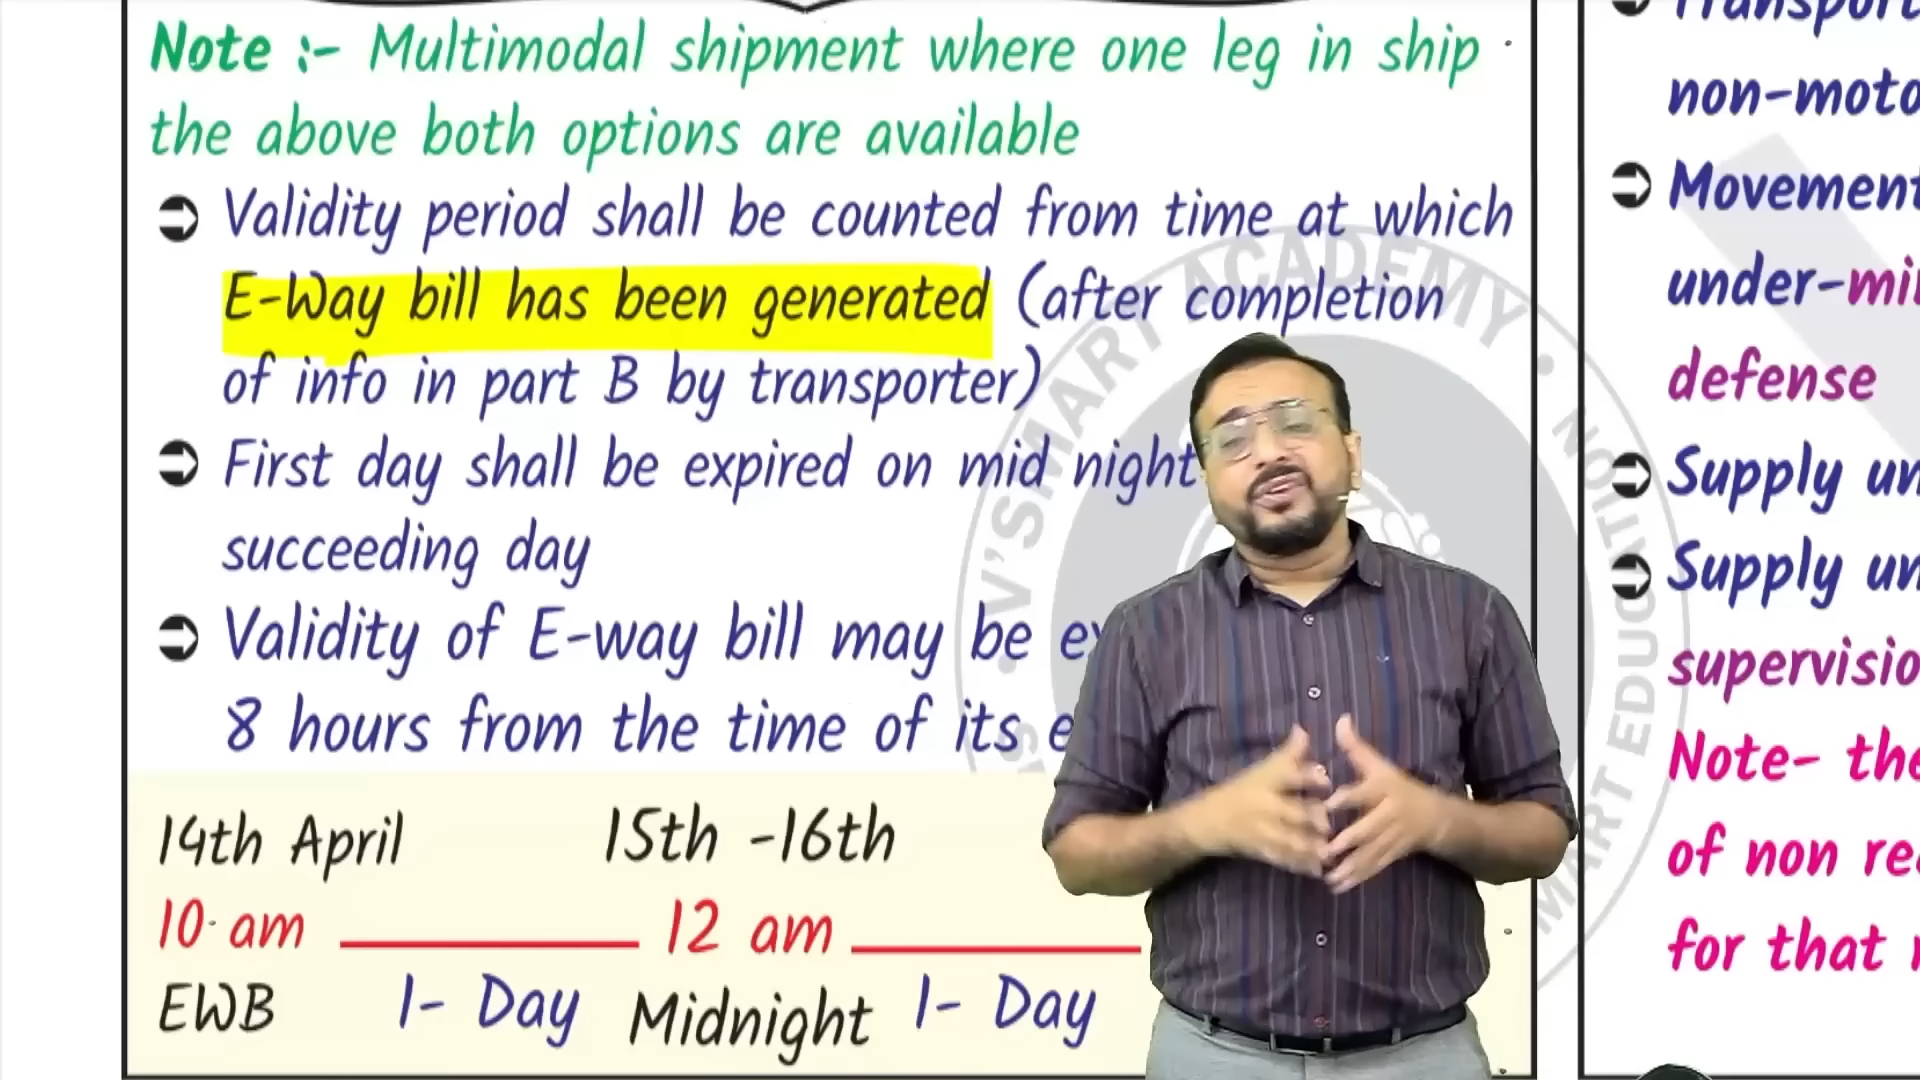 Note :- Multimodal shipment where one leg in ship
the above both options are available
Validity period shall be counted from time at which
E-Way bill has been generated (after completion
of info in part B by transporter)
First day shall be expired on mid night
succeeding day
Validity of E-way bill may be
8 hours from the time of its
14th April 15th -16th
10 am 12 am
EWB 1- Day Midnight 1- Day
non-moto
Movement
under-
defense
Supply un
Supply un
supervisio
Note- the
of non re
for that
V'SMART ACADEMY